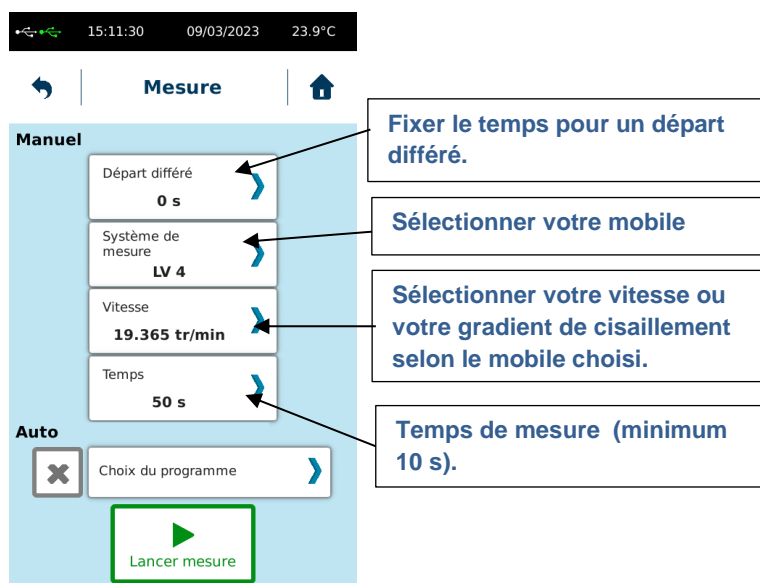 15:11:30 09/03/2023 23.9°C
Mesure
Manuel
Départ différé
0 s
Système de
mesure
LV 4
Vitesse
19.365 tr/min
Temps
50 s
Auto
Choix du programme
Lancer mesure
Fixer le temps pour un départ
différé.
Sélectionner votre mobile
Sélectionner votre vitesse ou
votre gradient de cisaillement
selon le mobile choisi.
Temps de mesure (minimum
10 s).